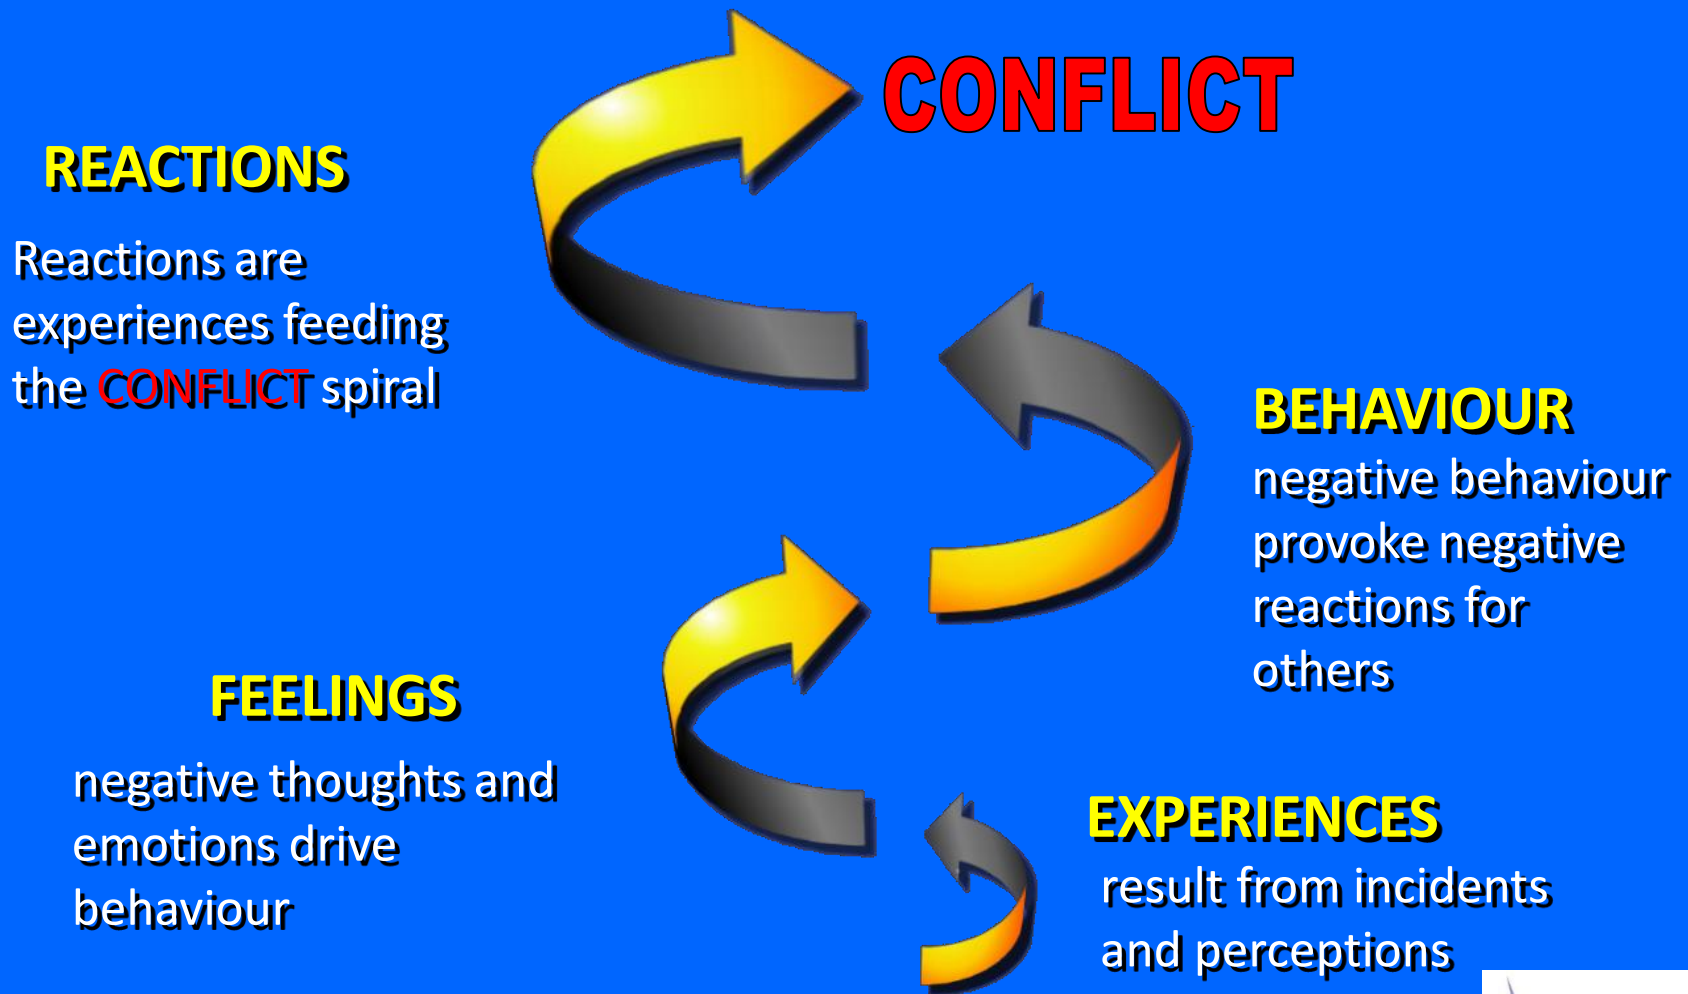 CONFLICT
REACTIONS
Reactions are
experiences feeding
the CONFLICT spiral
BEHAVIOUR
negative behaviour
provoke negative
reactions for
others
FEELINGS
negative thoughts and
emotions drive
behaviour
EXPERIENCES
result from incidents
and perceptions